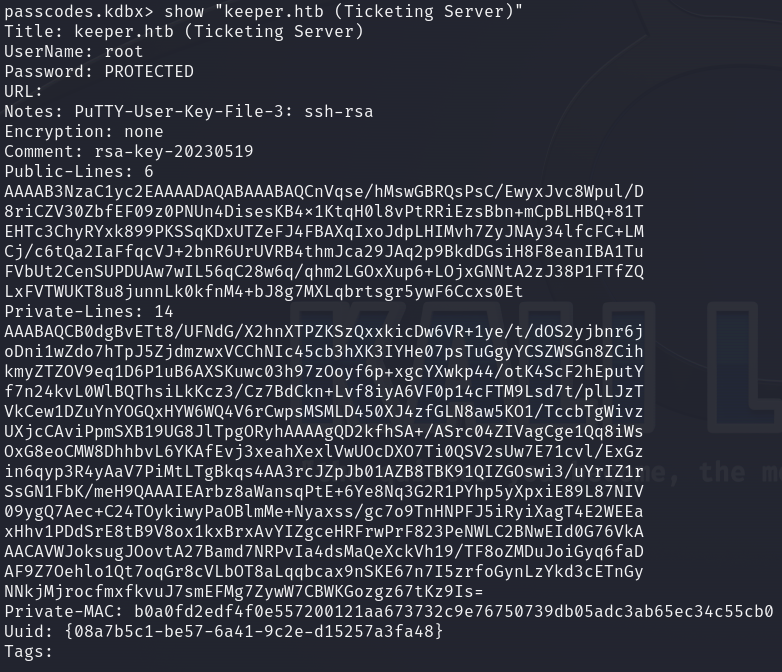 passcodes.kdbx> show "keeper.htb (Ticketing Server)"
Title: keeper.htb (Ticketing Server)
UserName: root
Password: PROTECTED
URL:
Notes: PuTTY-User-Key-File-3: ssh-rsa
Encryption: none
Comment: rsa-key-20230519
Public-Lines: 6
AAAAB3NzaC1yc2EAAAADAQABAAABAQCnVqse/hMswGBRQsPsC/EwyxJvc8Wpul/D
8riCZV30ZbfEF09z0PNUn4DisesKB4x1KtqH0l8vPtRRiEzsBbn+mCpBLHBQ+81T
EHTc3ChyRYxk899PKSSqKDxUTZeFJ4FBAXqIxoJdpLHIMvh7ZyJNAy34lfcFC+LM
Cj/c6tQa2IaFfqcVJ+2bnR6UrUVRB4thmJca29JAq2p9BkdDGsiH8F8eanIBA1Tu
FVbUt2CenSUPDUAw7wIL56qC28w6q/qhm2LGOxXup6+LOjxGNNtA2zJ38P1FTfZQ
LxFVTWUKT8u8junnLk0kfnM4+bJ8g7MXLqbrtsgr5ywF6Ccxs0Et
Private-Lines: 14
AAABAQCB0dgBvETt8/UFNdG/X2hnXTPZKSzQxxkicDw6VR+1ye/t/dOS2yjbnr6j
oDni1wZdo7hTpJ5ZjdmzwxVCChNIc45cb3hXK3IYHe07psTuGgyYCSZWSGn8ZCih
kmyZTZOV9eq1D6P1uB6AXSKuwc03h97zOoyf6p+xgcYXwkp44/otK4ScF2hEputY
f7n24kvL0WlBQThsiLkKcz3/Cz7BdCkn+Lvf8iyA6VF0p14cFTM9Lsd7t/plLJzT
VkCew1DZuYnYOGQxHYW6WQ4V6rCwpsMSMLD450XJ4zfGLN8aw5KO1/TccbTgWivz
UXjcCAviPpmSXB19UG8JlTpgORyhAAAAgQD2kfhSA+/ASrc04ZIVagCge1Qq8iWs
OxG8eoCMW8DhhbvL6YKAfEvj3xeahXexlVwUOcDXO7Ti0QSV2sUw7E71cvl/ExGz
in6qyp3R4yAaV7PiMtLTgBkqs4AA3rcJZpJb01AZB8TBK91QIZGOswi3/uYrIZ1r
SsGN1FbK/meH9QAAAIEArbz8aWansqPtE+6Ye8Nq3G2R1PYhp5yXpxiE89L87NIV
09ygQ7Aec+C24TOykiwyPaOBlmMe+Nyaxss/gc7o9TnHNPFJ5iRyiXagT4E2WEEa
xHhv1PDdSrE8tB9V8ox1kxBrxAvYIZgceHRFrwPrF823PeNWLC2BNwEId0G76VkA
AACAVWJoksugJOovtA27Bamd7NRPvIa4dsMaQeXckVh19/TF8oZMDuJoiGyq6faD
AF9Z7Oehlo1Qt7oqGr8cVLbOT8aLqqbcax9nSKE67n7I5zrfoGynLzYkd3cETnGy
NNkjMjrocfmxfkvuJ7smEFMg7ZywW7CBWKGozgz67tKz9Is=
Private-MAC: b0a0fd2edf4f0e557200121aa673732c9e76750739db05adc3ab65ec34c55cb0
Uuid: {08a7b5c1-be57-6a41-9c2e-d15257a3fa48}
Tags: